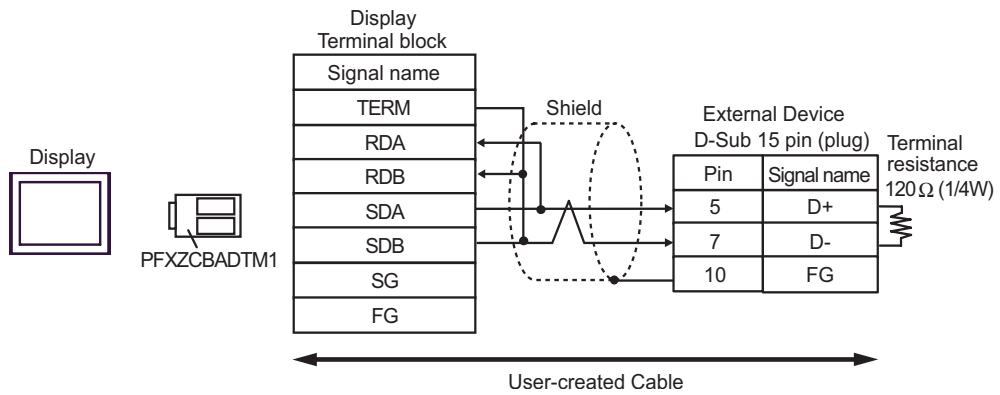 Display
PFXZCBADTM1
Display
Terminal block
Signal name
TERM
RDA
RDB
SDA
SDB
SG
FG
Shield
External Device
D-Sub 15 pin (plug)
Pin Signal name
5 D+
7 D-
10 FG
Terminal
resistance
120Ω (1/4W)
User-created Cable